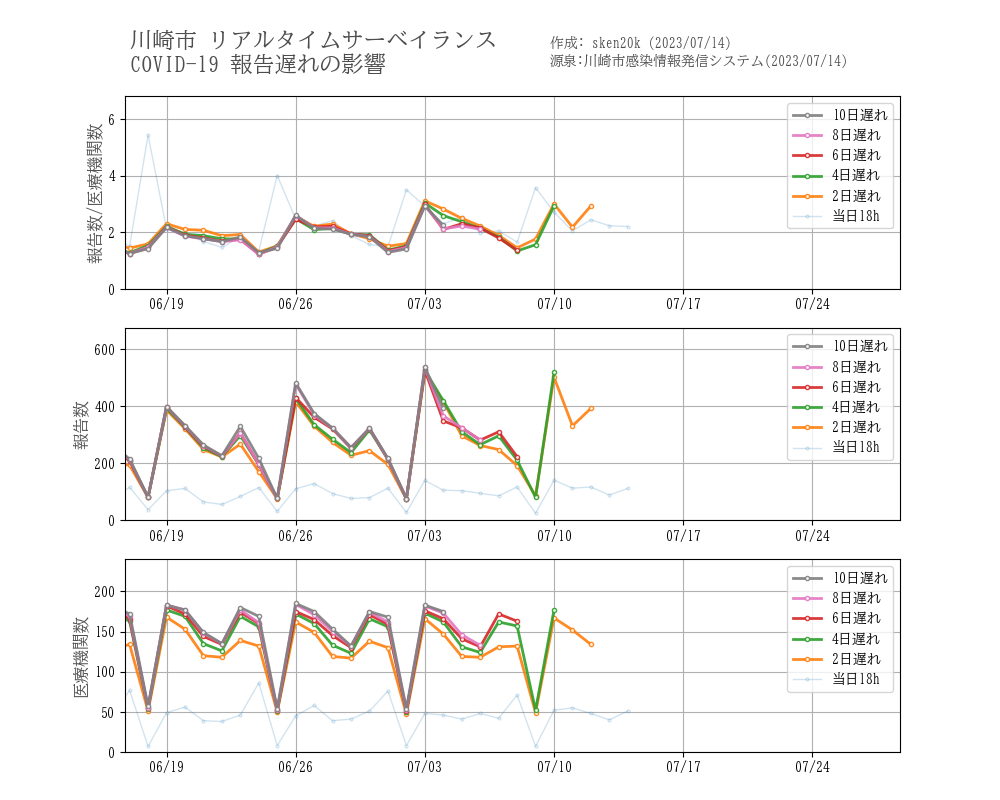 川崎市 リアルタイムサーベイランス
COVID-19 報告遅れの影響
作成: sken20k (2023/07/14)
源泉:川崎市感染情報発信システム(2023/07/14)
報告数/医療機関数
6
4
2
0
10日遅れ
8日遅れ
6日遅れ
4日遅れ
2日遅れ
当日18h
06/19 06/26 07/03 07/10 07/17 07/24
報告数
600
400
200
0
10日遅れ
8日遅れ
6日遅れ
4日遅れ
2日遅れ
当日18h
06/19 06/26 07/03 07/10 07/17 07/24
医療機関数
200
150
100
50
0
10日遅れ
8日遅れ
6日遅れ
4日遅れ
2日遅れ
当日18h
06/19 06/26 07/03 07/10 07/17 07/24